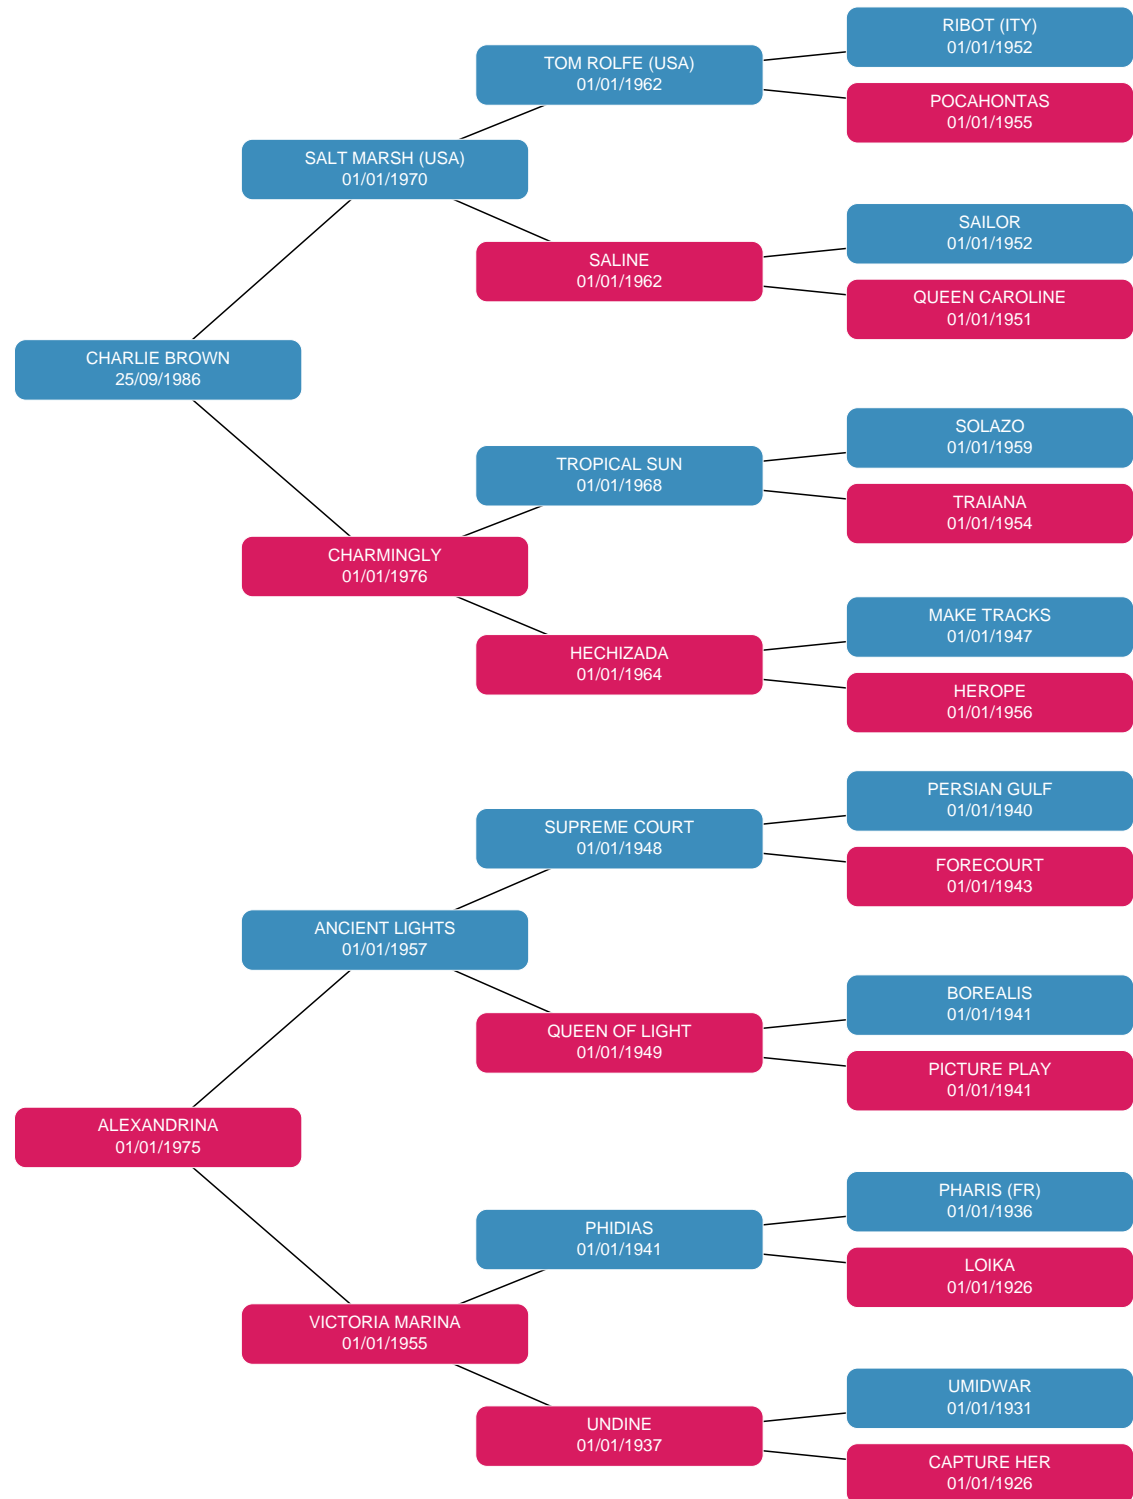 RIBOT (ITY)
01/01/1952
TOM ROLFE (USA)
01/01/1962
POCAHONTAS
01/01/1955
SALT MARSH (USA)
01/01/1970
SAILOR
01/01/1952
SALINE
01/01/1962
QUEEN CAROLINE
01/01/1951
CHARLIE BROWN
25/09/1986
SOLAZO
01/01/1959
TROPICAL SUN
01/01/1968
TRAIANA
01/01/1954
CHARMINGLY
01/01/1976
MAKE TRACKS
01/01/1947
HECHIZADA
01/01/1964
HEROPE
01/01/1956
PERSIAN GULF
01/01/1940
SUPREME COURT
01/01/1948
FORECOURT
01/01/1943
ANCIENT LIGHTS
01/01/1957
BOREALIS
01/01/1941
QUEEN OF LIGHT
01/01/1949
PICTURE PLAY
01/01/1941
ALEXANDRINA
01/01/1975
PHARIS (FR)
01/01/1936
PHIDIAS
01/01/1941
LOIKA
01/01/1926
VICTORIA MARINA
01/01/1955
UMIDWAR
01/01/1931
UNDINE
01/01/1937
CAPTURE HER
01/01/1926